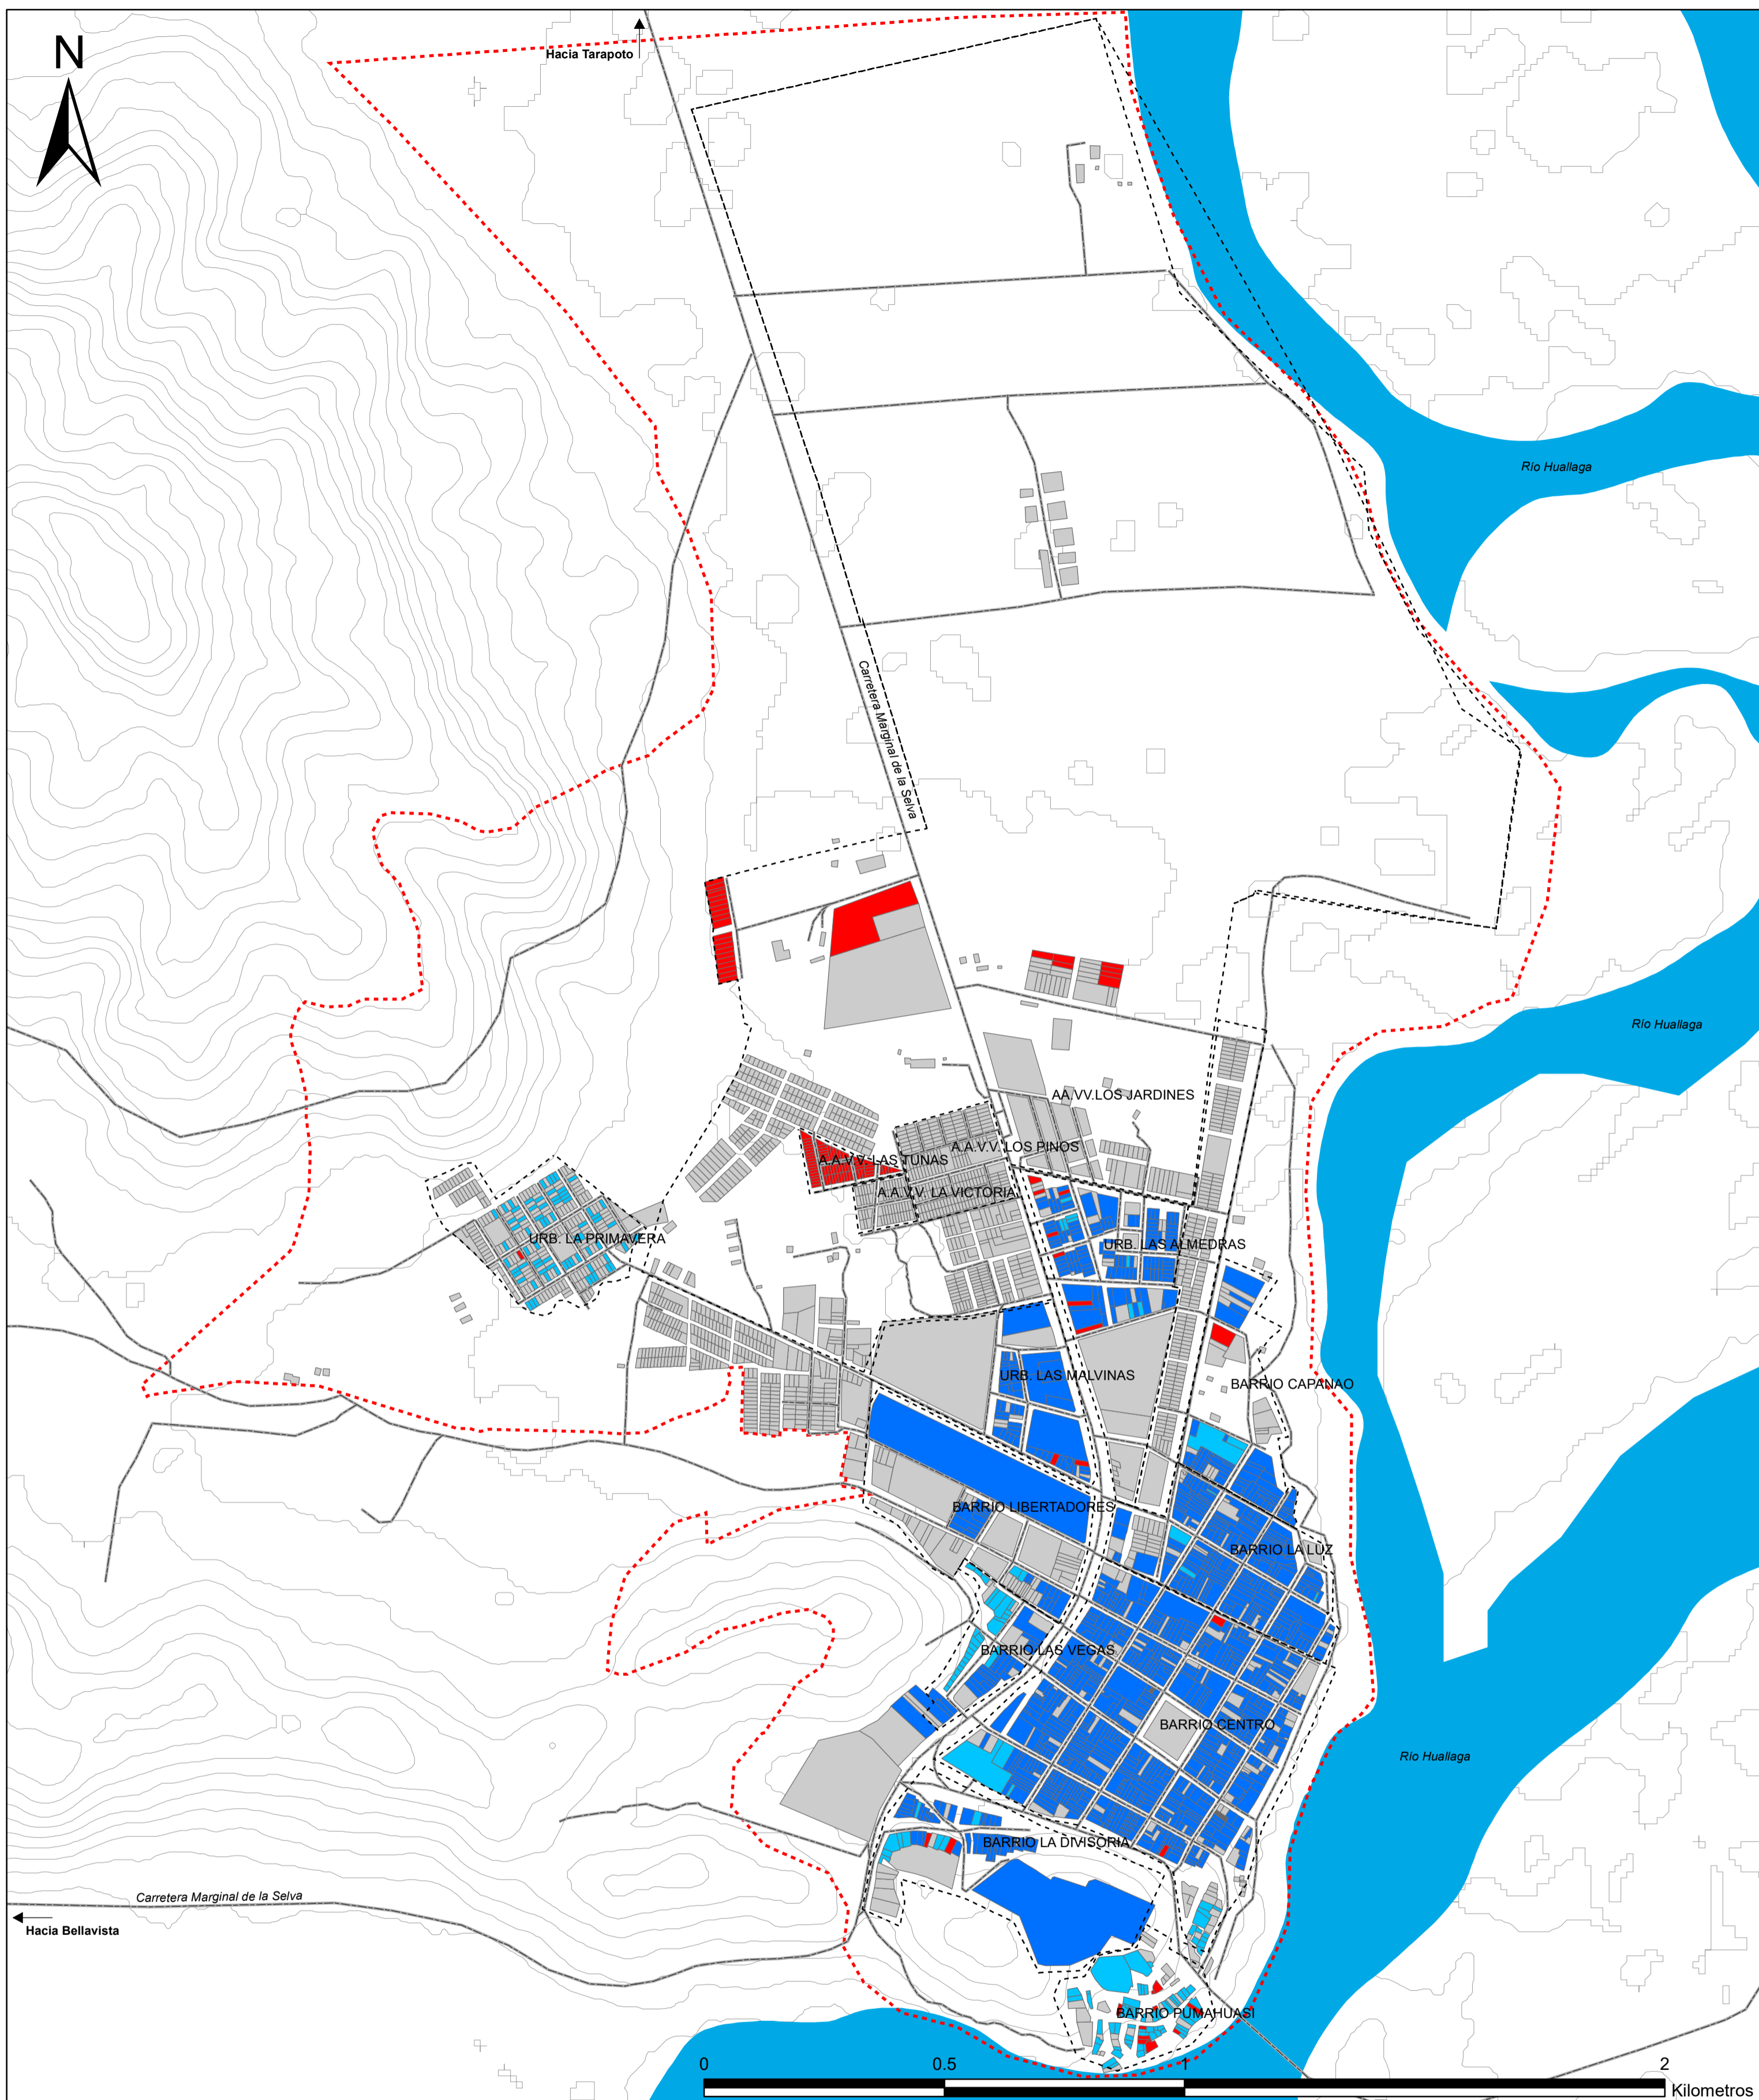 N
Hacia Tarapoto
Río Huallaga
Carretera Marginal de la Selva
Río Huallaga
AA.VV.LOS JARDINES
A.A.V.V. LOS PINOS
A.A.V.V. LAS TUNAS
A.A.V.V. LA VICTORIA
URB. LA PRIMAVERA
URB. LAS ALMEDRAS
URB. LAS MALVINAS
BARRIO CAPANAO
BARRIO LIBERTADORES
BARRIO LA LUZ
BARRIO LAS VEGAS
BARRIO CENTRO
Río Huallaga
BARRIO LA DIVISORIA
Carretera Marginal de la Selva
Hacia Bellavista
BARRIO PUMAHUASI
0 0.5 1 2
Kilometros